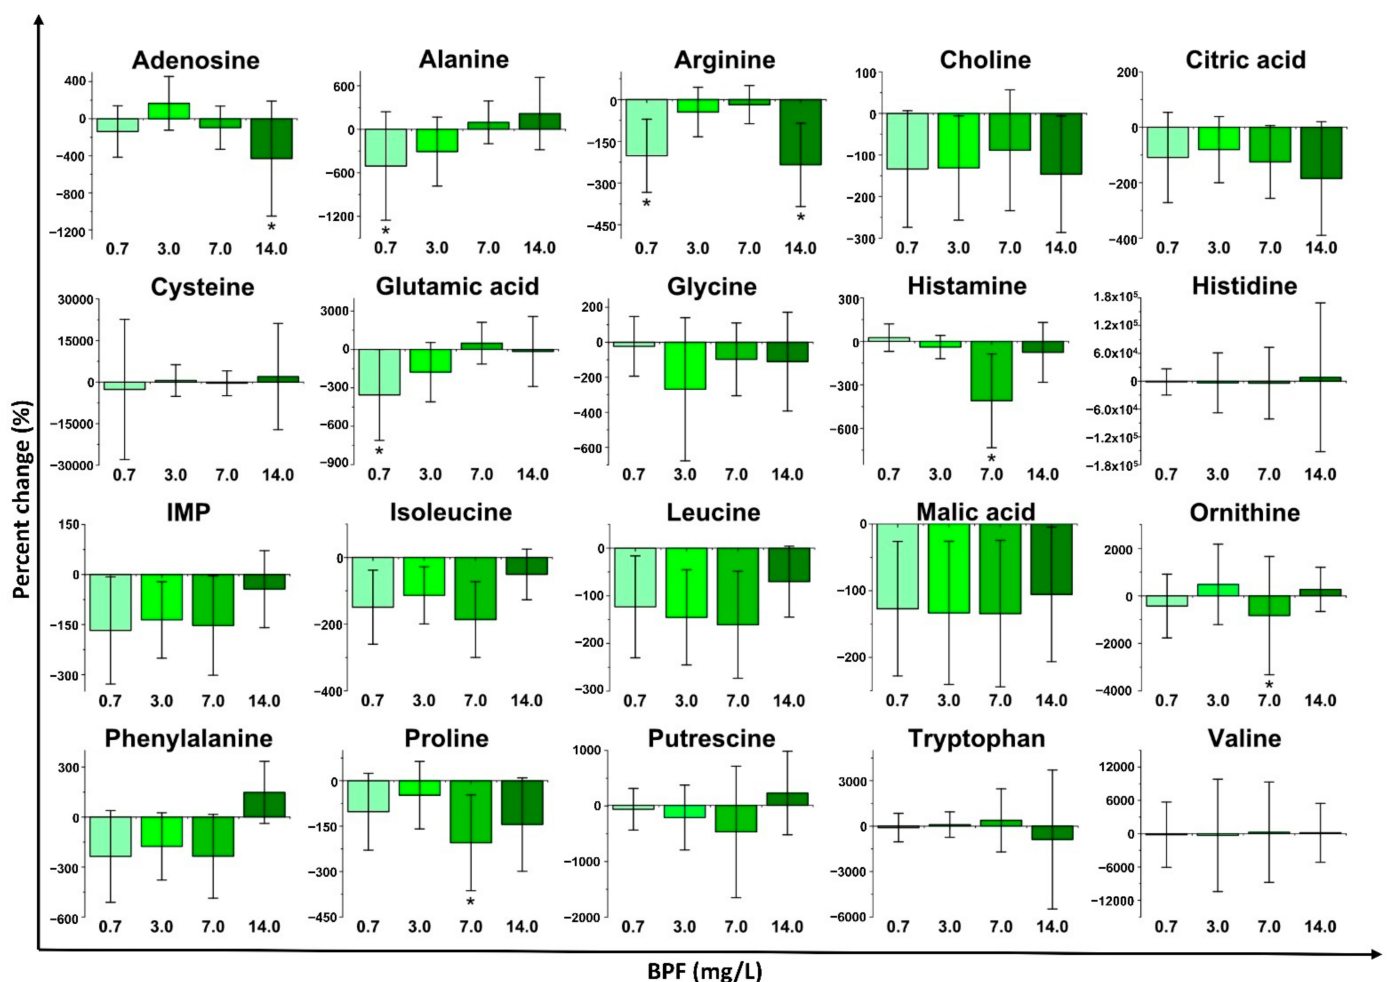 Percent change (%)
Adenosine
400
0
−400
−800
−1200
0.7 3.0 7.0 14.0
*
Alanine
600
0
−600
−1200
0.7 3.0 7.0 14.0
*
Arginine
0
−150
−300
−450
0.7 3.0 7.0 14.0
* *
Choline
100
0
−100
−200
−300
0.7 3.0 7.0 14.0
Citric acid
200
0
−200
−400
0.7 3.0 7.0 14.0
Cysteine
30000
15000
0
−15000
−30000
0.7 3.0 7.0 14.0
Glutamic acid
3000
0
−300
−600
−900
0.7 3.0 7.0 14.0
*
Glycine
200
0
−200
−400
−600
0.7 3.0 7.0 14.0
Histamine
300
0
−300
−600
0.7 3.0 7.0 14.0
*
Histidine
1.8x10⁵
1.2x10⁵
6.0x10⁴
0
−6.0x10⁴
−1.2x10⁵
−1.8x10⁵
0.7 3.0 7.0 14.0
IMP
150
0
−150
−300
0.7 3.0 7.0 14.0
Isoleucine
0
−200
−400
0.7 3.0 7.0 14.0
Leucine
0
−100
−200
−300
0.7 3.0 7.0 14.0
Malic acid
0
−100
−200
0.7 3.0 7.0 14.0
Ornithine
2000
0
−2000
−4000
0.7 3.0 7.0 14.0
*
Phenylalanine
300
0
−300
−600
0.7 3.0 7.0 14.0
Proline
0
−150
−300
−450
0.7 3.0 7.0 14.0
*
Putrescine
1000
0
−1000
−2000
0.7 3.0 7.0 14.0
Tryptophan
3000
0
−3000
−6000
0.7 3.0 7.0 14.0
Valine
12000
6000
0
−6000
−12000
0.7 3.0 7.0 14.0
BPF (mg/L)